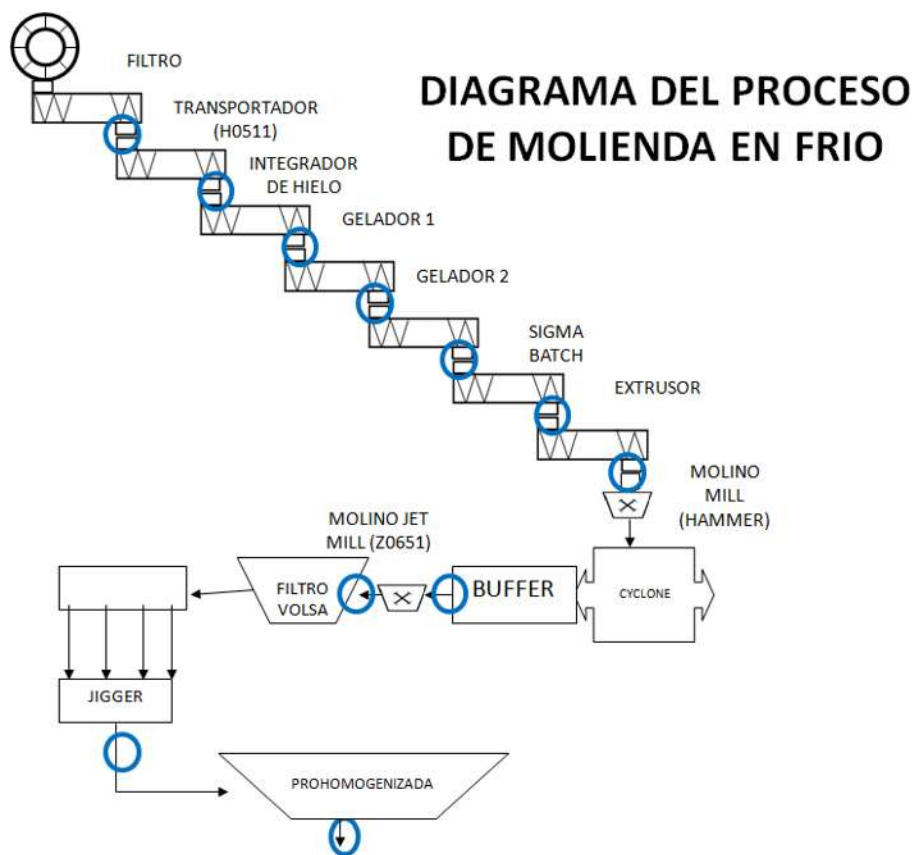 FILTRO
DIAGRAMA DEL PROCESO
DE MOLIENDA EN FRIO
TRANSPORTADOR
(H0511)
INTEGRADOR
DE HIELO
GELADOR 1
GELADOR 2
SIGMA
BATCH
EXTRUSOR
MOLINO
MILL
(HAMMER)
MOLINO JET
MILL (Z0651)
FILTRO
VOLSA
BUFFER
CYCLONE
JIGGER
PROHOMOGENIZADA